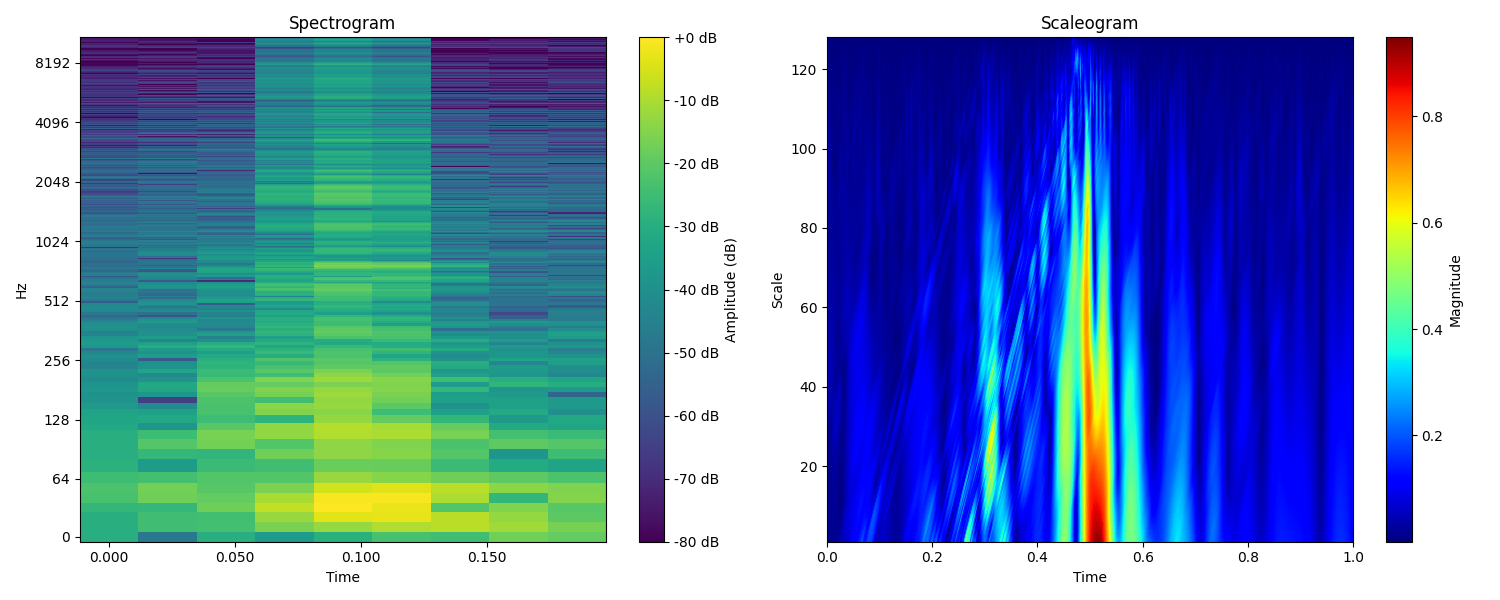 Spectrogram
Hz
8192
4096
2048
1024
512
256
128
64
0
0.000 0.050 0.100 0.150
Time
+0 dB
-10 dB
-20 dB
-30 dB
-40 dB
-50 dB
-60 dB
-70 dB
-80 dB
Amplitude (dB)
Scaleogram
Scale
120
100
80
60
40
20
0.0 0.2 0.4 0.6 0.8 1.0
Time
0.8
0.6
0.4
0.2
Magnitude